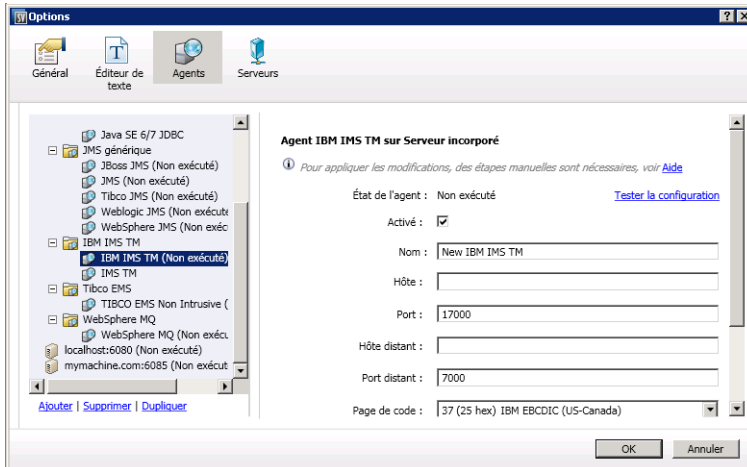 SV Options
Général
Éditeur de texte
Agents
Serveurs
Java SE 6/7 JDBC
JMS générique
JBoss JMS (Non exécuté)
JMS (Non exécuté)
Tibco JMS (Non exécuté)
Weblogic JMS (Non exécuté
WebSphere JMS (Non exéc
IBM IMS TM
IBM IMS TM (Non exécuté)
IMS TM
Tibco EMS
TIBCO EMS Non Intrusive (
WebSphere MQ
WebSphere MQ (Non exécu
localhost:6080 (Non exécuté)
mymachine.com:6085 (Non exécut
Ajouter | Supprimer | Dupliquer
Agent IBM IMS TM sur Serveur incorporé
Pour appliquer les modifications, des étapes manuelles sont nécessaires, voir Aide
État de l'agent : Non exécuté Tester la configuration
Activé :
Nom : New IBM IMS TM
Hôte :
Port : 17000
Hôte distant :
Port distant : 7000
Page de code : 37 (25 hex) IBM EBCDIC (US-Canada)
OK Annuler